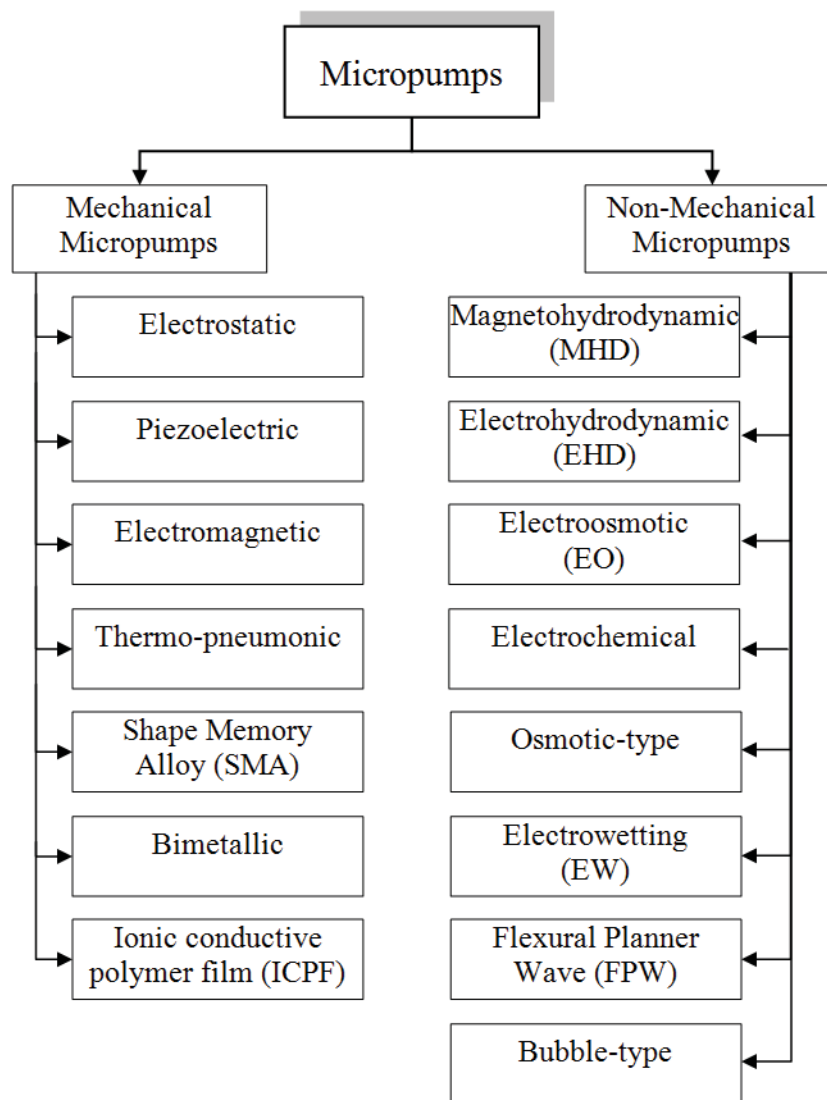 Micropumps
Mechanical
Micropumps
Non-Mechanical
Micropumps
Electrostatic
Piezoelectric
Electromagnetic
Thermo-pneumonic
Shape Memory
Alloy (SMA)
Bimetallic
Ionic conductive
polymer film (ICPF)
Magnetohydrodynamic
(MHD)
Electrohydrodynamic
(EHD)
Electroosmotic
(EO)
Electrochemical
Osmotic-type
Electrowetting
(EW)
Flexural Planner
Wave (FPW)
Bubble-type